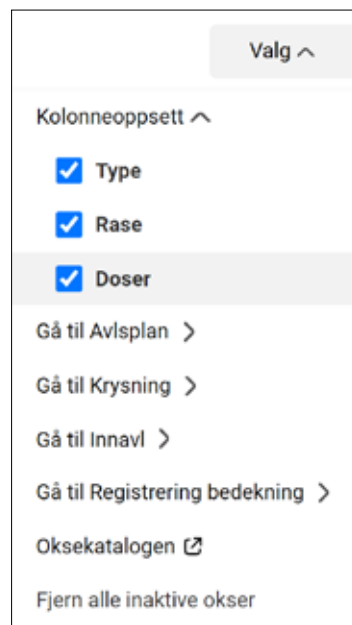 Valg
Kolonneoppsett
Type
Rase
Doser
Gå til Avlsplan
Gå til Krysning
Gå til Innavl
Gå til Registrering bedekning
Oksekatalogen
Fjern alle inaktive okser